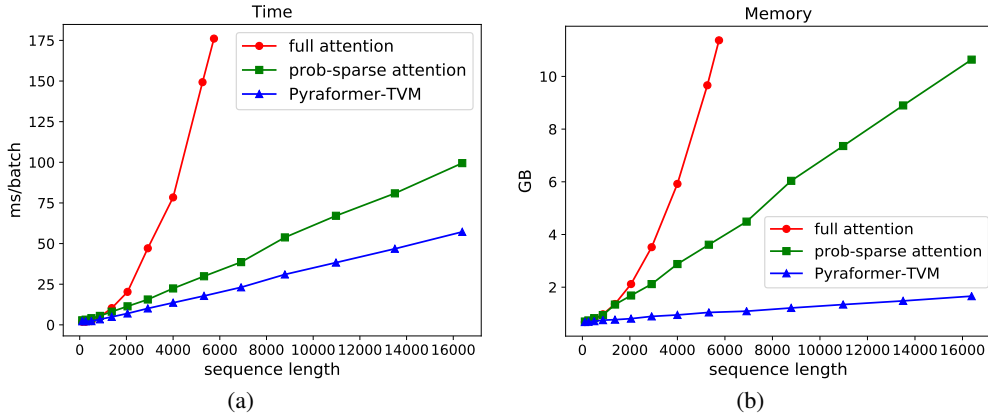 Time
175
150
125
100
75
50
25
0
ms/batch
full attention
prob-sparse attention
Pyraformer-TVM
0 2000 4000 6000 8000 10000 12000 14000 16000
sequence length
(a)
Memory
10
8
6
4
2
GB
full attention
prob-sparse attention
Pyraformer-TVM
0 2000 4000 6000 8000 10000 12000 14000 16000
sequence length
(b)